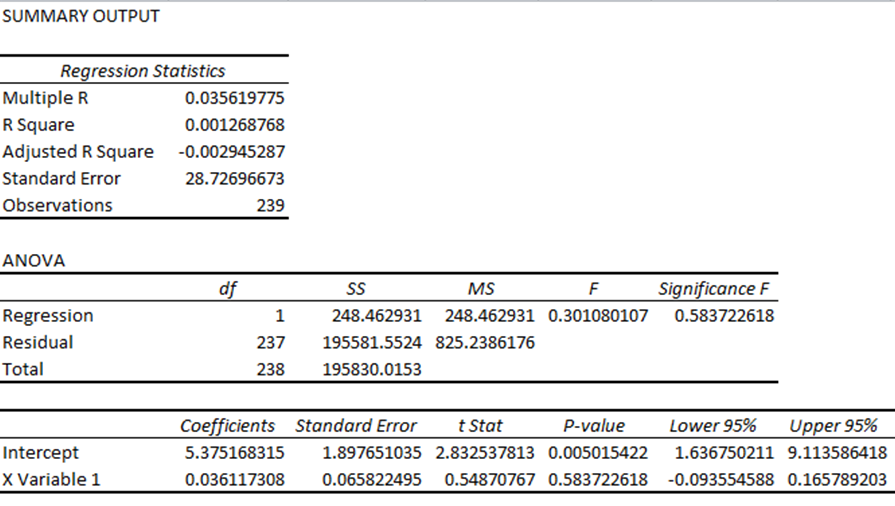 SUMMARY OUTPUT
Regression Statistics
Multiple R 0.035619775
R Square 0.001268768
Adjusted R Square -0.002945287
Standard Error 28.72696673
Observations 239
ANOVA
df SS MS F Significance F
Regression 1 248.462931 248.462931 0.301080107 0.583722618
Residual 237 195581.5524 825.2386176
Total 238 195830.0153
Coefficients Standard Error t Stat P-value Lower 95% Upper 95%
Intercept 5.375168315 1.897651035 2.832537813 0.005015422 1.636750211 9.113586418
X Variable 1 0.036117308 0.065822495 0.54870767 0.583722618 -0.093554588 0.165789203